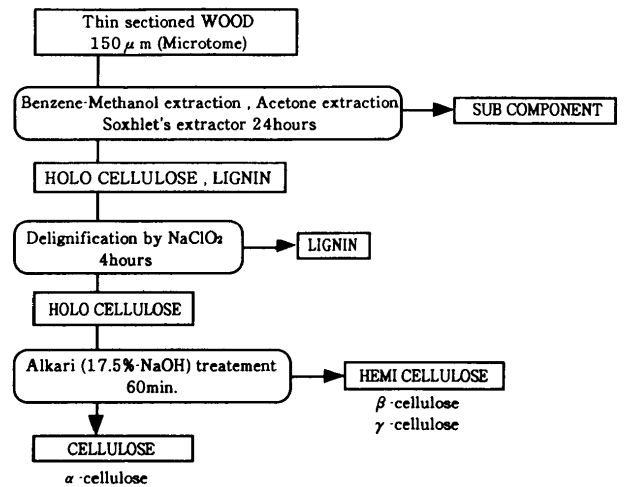 Thin sectioned WOOD
150 μ m (Microtome)
Benzene-Methanol extraction , Acetone extraction
Soxhlet's extractor 24hours
SUB COMPONENT
HOLO CELLULOSE , LIGNIN
Delignification by NaClO₂
4hours
LIGNIN
HOLO CELLULOSE
Alkari (17.5%-NaOH) treatement
60min.
HEMI CELLULOSE
β -cellulose
γ -cellulose
CELLULOSE
α -cellulose